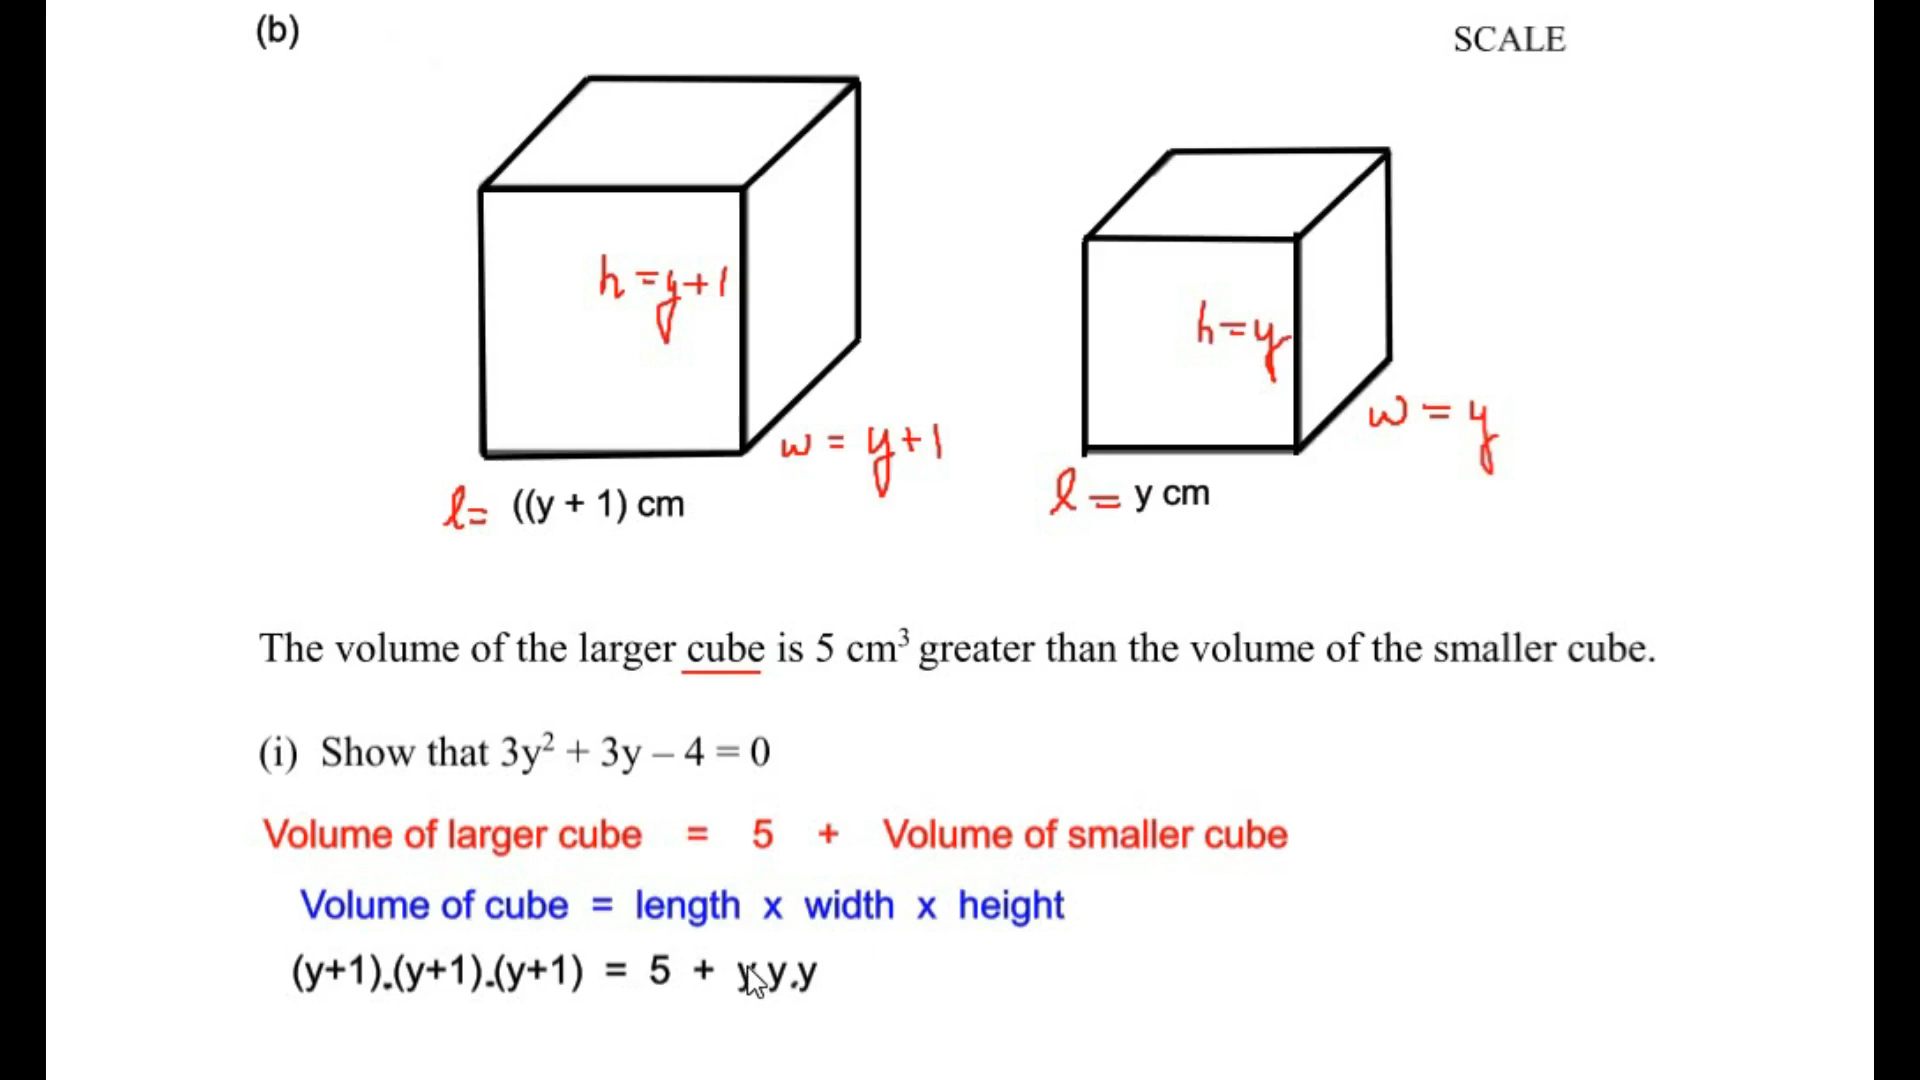 (b)
SCALE
h = y+1
h = y
w = y+1
w = y
l = ((y + 1) cm
l = y cm
The volume of the larger cube is 5 cm³ greater than the volume of the smaller cube.
(i) Show that 3y² + 3y – 4 = 0
Volume of larger cube = 5 + Volume of smaller cube
Volume of cube = length x width x height
(y+1).(y+1).(y+1) = 5 + y.y.y